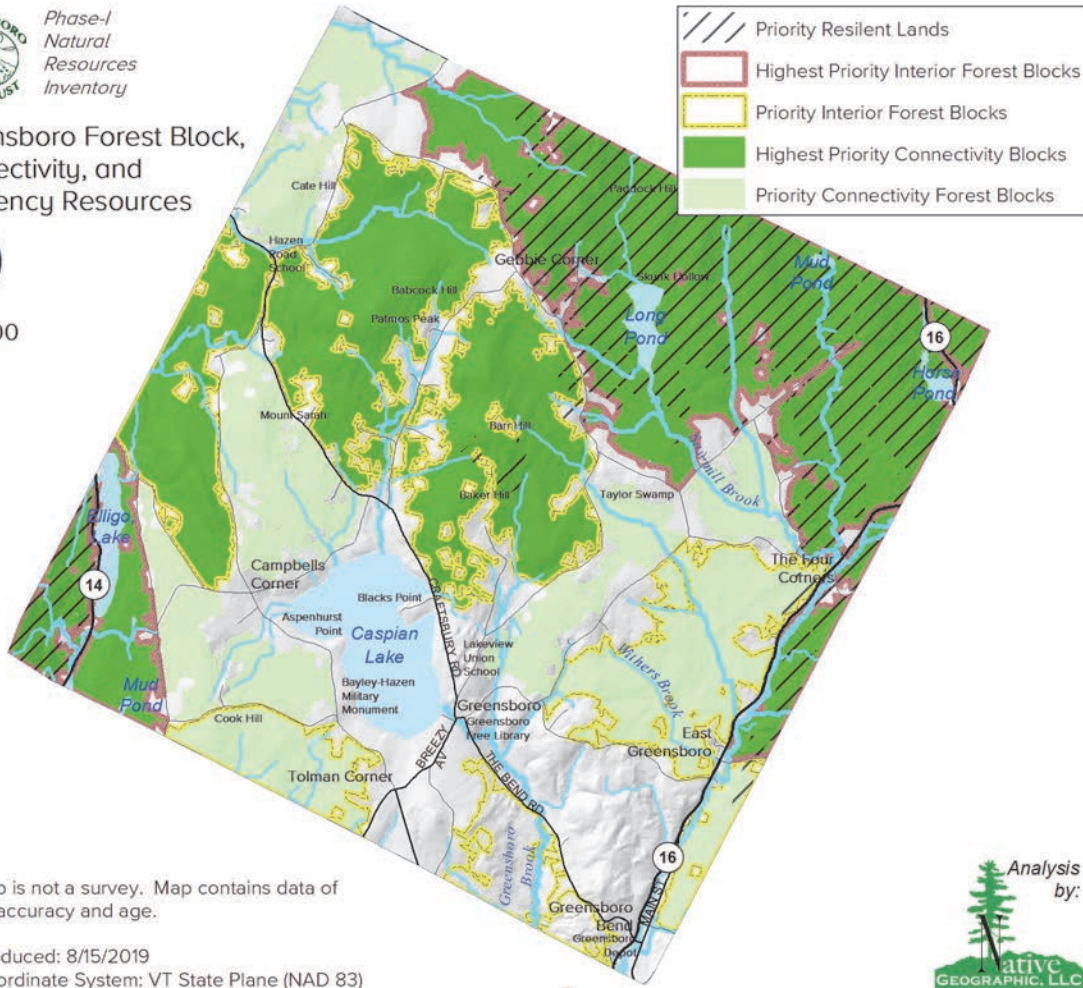 Phase-I
Natural
Resources
Inventory
nsboro Forest Block,
ectivity, and
ency Resources
00
Priority Resilent Lands
Highest Priority Interior Forest Blocks
Priority Interior Forest Blocks
Highest Priority Connectivity Blocks
Priority Connectivity Forest Blocks
Paddock Hill
Cate Hill
Hazen
Road
School
Gebbie Corner
Skunk Hollow
Mud
Pond
Babcock Hill
Patmos Peak
Long
Pond
16
Horse
Pond
Mount Sarah
Barr Hill
Baker Hill
Taylor Swamp
Sawmill Brook
Elligo
Lake
14
Campbells
Corner
The Four
Corners
Blacks Point
Aspenhurst
Point
Caspian
Lake
CRAFTSBURY RD
Lakeview
Union
School
Withers Brook
Bayley-Hazen
Military
Monument
Mud
Pond
Cook Hill
Greensboro
Greensboro
Free Library
East
Greensboro
BREEZY
AV
THE BEND RD
Tolman Corner
Greensboro
Brook
16
MAIN ST
Greensboro
Bend
Greensboro
Depot
p is not a survey. Map contains data of
accuracy and age.
duced: 8/15/2019
ordinate System: VT State Plane (NAD 83)
Analysis
by:
Native
GEOGRAPHIC, LLC